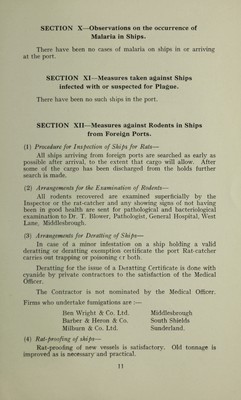 SECTION X—Observations on the occurrence of
Malaria in Ships.
There have been no cases of malaria on ships in or arriving
at the port.
SECTION XI—Measures taken against Ships
infected with or suspected for Plague.
There have been no such ships in the port.
SECTION XII—Measures against Rodents in Ships
from Foreign Ports.
(1) Procedure for Inspection of Ships for Rats—
All ships arriving from foreign ports are searched as early as
possible after arrival, to the extent that cargo will allow. After
some of the cargo has been discharged from the holds further
search is made.
(2) Arrangements for the Examination of Rodents—
All rodents recovered are examined superficially by the
Inspector or the rat-catcher and any showing signs of not having
been in good health are sent for pathological and bacteriological
examination to Dr. T. Blower, Pathologist, General Hospital, West
Lane, Middlesbrough.
(3) Arrangements for Deratting of Ships—
In case of a minor infestation on a ship holding a valid
deratting or deratting exemption certificate the port Rat-catcher
carries out trapping or poisoning or both.
Deratting for the issue of a Deratting Certificate is done with
cyanide by private contractors to the satisfaction of the Medical
Officer.
The Contractor is not nominated by the Medical Officer.
Firms who undertake fumigations are :—
Ben Wright & Co. Ltd. Middlesbrough
Barber & Heron & Co. South Shields
Milburn & Co. Ltd. Sunderland.
(4) Rat-proofing of ships—
Rat-proofing of new vessels is satisfactory. Old tonnage is
improved as is necessary and practical.
11